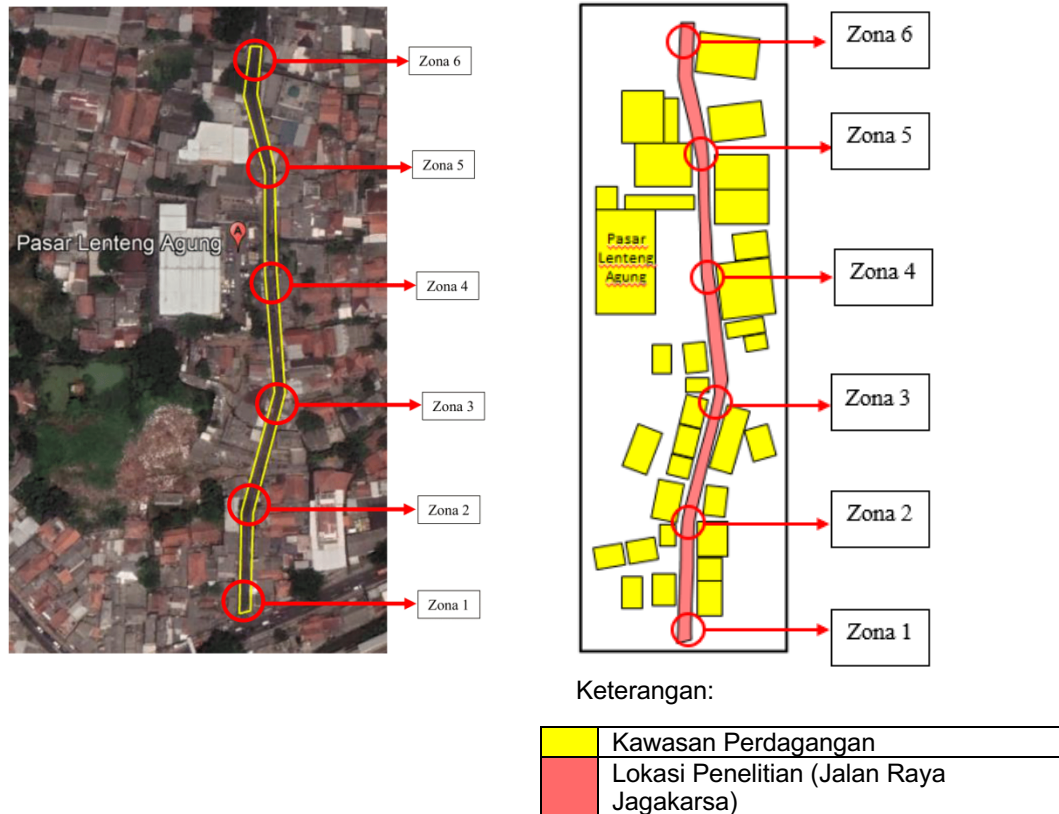 Zona 6
Zona 5
Pasar Lenteng Agung
A
Zona 4
Zona 3
Zona 2
Zona 1
Zona 6
Zona 5
Pasar
Lenteng
Agung
Zona 4
Zona 3
Zona 2
Zona 1
Keterangan:
Kawasan Perdagangan
Lokasi Penelitian (Jalan Raya
Jagakarsa)